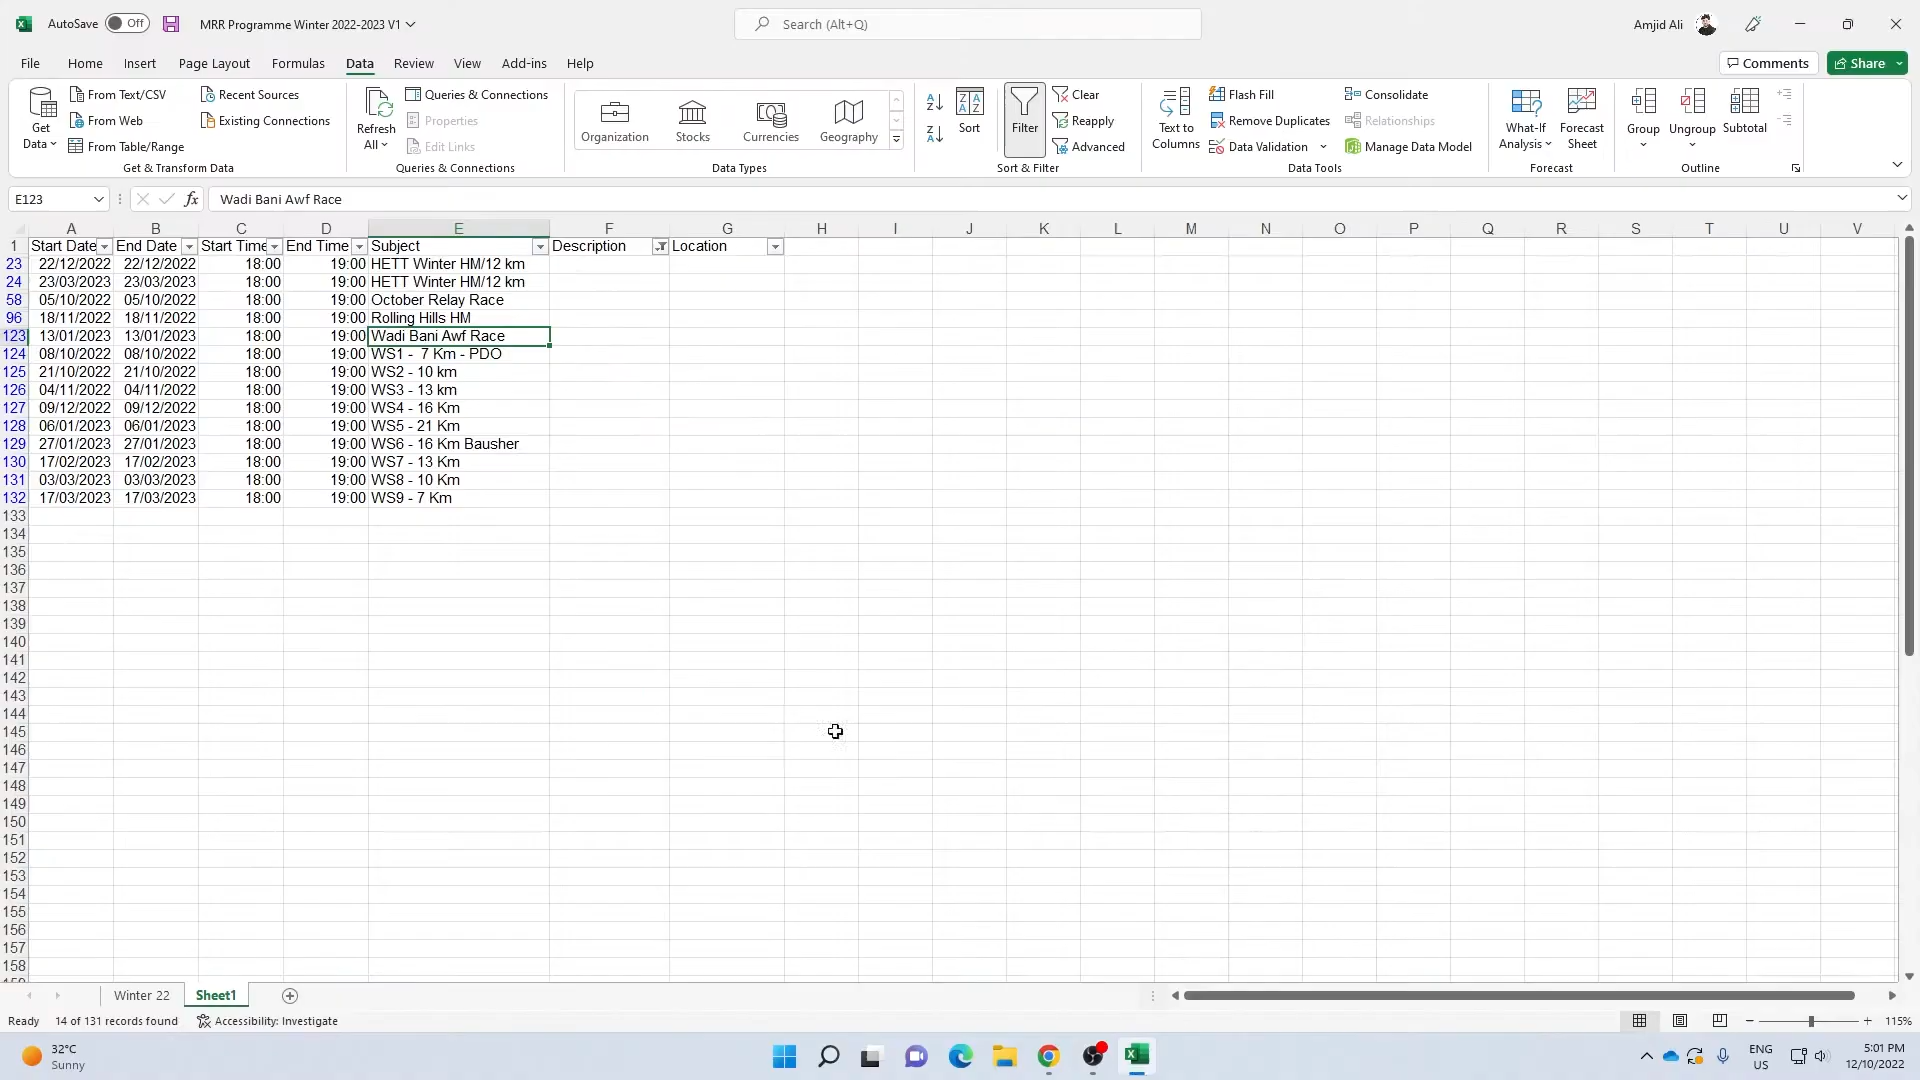 AutoSave Off MRR Programme Winter 2022-2023 V1 Search (Alt+Q) Amjid Ali
File Home Insert Page Layout Formulas Data Review View Add-ins Help Comments Share
Get Data From Text/CSV From Web From Table/Range Recent Sources Existing Connections
Get & Transform Data
Refresh All Queries & Connections Properties Edit Links
Queries & Connections
Organization Stocks Currencies Geography
Data Types
Sort Filter Clear Reapply Advanced
Sort & Filter
Text to Columns Flash Fill Remove Duplicates Data Validation Consolidate Relationships Manage Data Model
Data Tools
What-If Analysis Forecast Sheet
Forecast
Group Ungroup Subtotal
Outline
E123 fx Wadi Bani Awf Race
A B C D E F G H I J K L M N O P Q R S T U V
1 Start Date End Date Start Time End Time Subject Description Location
23 22/12/2022 22/12/2022 18:00 19:00 HETT Winter HM/12 km
24 23/03/2023 23/03/2023 18:00 19:00 HETT Winter HM/12 km
58 05/10/2022 05/10/2022 18:00 19:00 October Relay Race
96 18/11/2022 18/11/2022 18:00 19:00 Rolling Hills HM
123 13/01/2023 13/01/2023 18:00 19:00 Wadi Bani Awf Race
124 08/10/2022 08/10/2022 18:00 19:00 WS1 -  7 Km - PDO
125 21/10/2022 21/10/2022 18:00 19:00 WS2 - 10 km
126 04/11/2022 04/11/2022 18:00 19:00 WS3 - 13 km
127 09/12/2022 09/12/2022 18:00 19:00 WS4 - 16 Km
128 06/01/2023 06/01/2023 18:00 19:00 WS5 - 21 Km
129 27/01/2023 27/01/2023 18:00 19:00 WS6 - 16 Km Bausher
130 17/02/2023 17/02/2023 18:00 19:00 WS7 - 13 Km
131 03/03/2023 03/03/2023 18:00 19:00 WS8 - 10 Km
132 17/03/2023 17/03/2023 18:00 19:00 WS9 - 7 Km
133
134
135
136
137
138
139
140
141
142
143
144
145
146
147
148
149
150
151
152
153
154
155
156
157
158
Winter 22 Sheet1
Ready 14 of 131 records found Accessibility: Investigate 115%
32°C
Sunny
ENG
US
5:01 PM
12/10/2022